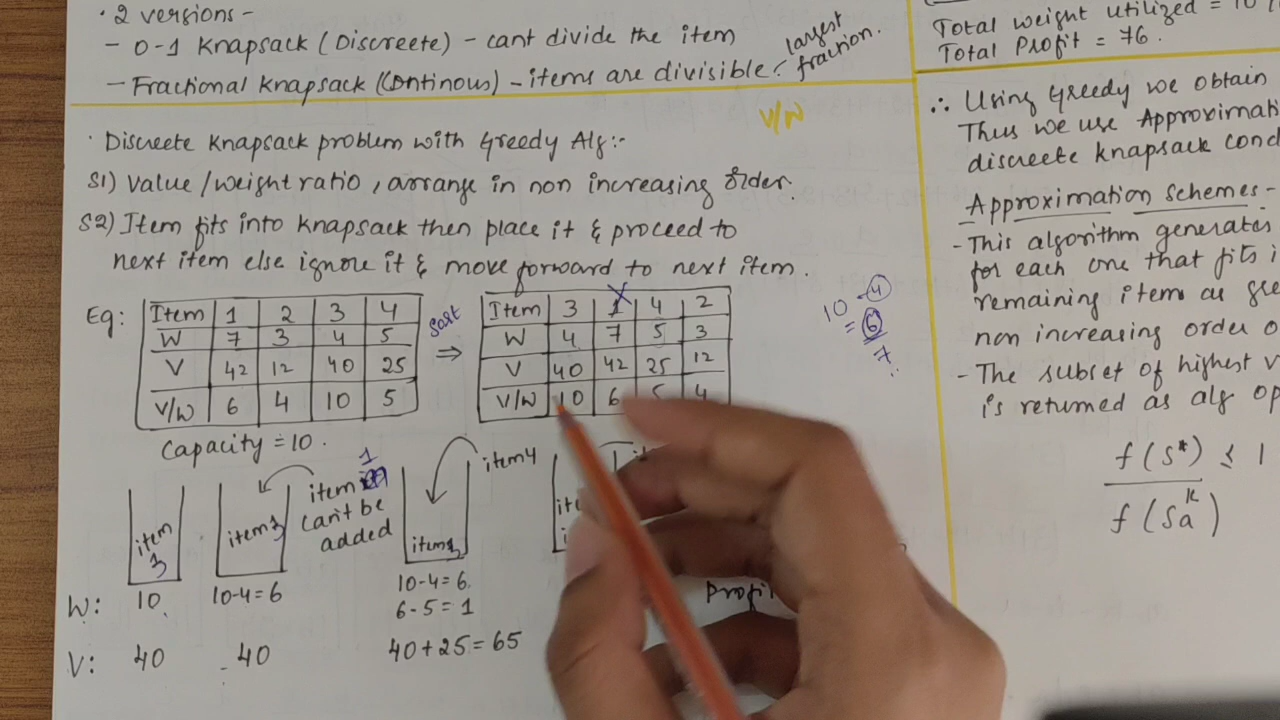 · 2 versions -
- 0-1 Knapsack (Discreete) - cant divide the item
- Fractional Knapsack (Continous) - items are divisible. largest fraction.
V/W
· Discreete Knapsack problem with Greedy Alg:-
S1) Value/weight ratio, arrange in non increasing order.
S2) Item fits into Knapsack then place it & proceed to
next item else ignore it & move forward to next item.
Eg:
Item 1 2 3 4
W 7 3 4 5
V 42 12 40 25
V/W 6 4 10 5
Sort ⇒
X
Item 3 1 4 2
W 4 7 5 3
V 40 42 25 12
V/W 10 6 5 4
10-4
= 6
7
Capacity = 10.
item 3
item 3
item 1
can't be
added
item 3
item 4
W: 10 10-4=6 10-4=6
6-5=1
Profi
V: 40 40 40+25=65
Total weight utilized = 10
Total Profit = 76.
∴ Using Greedy we obtain
Thus we use Approximati
discreete knapsack cond
Approximation schemes -
- This algorithm generates
for each one that fits i
remaining items as gre
non increasing order o
- The subset of highest v
is returned as alg op
f(S*) ≤ 1
f(Sa^k)